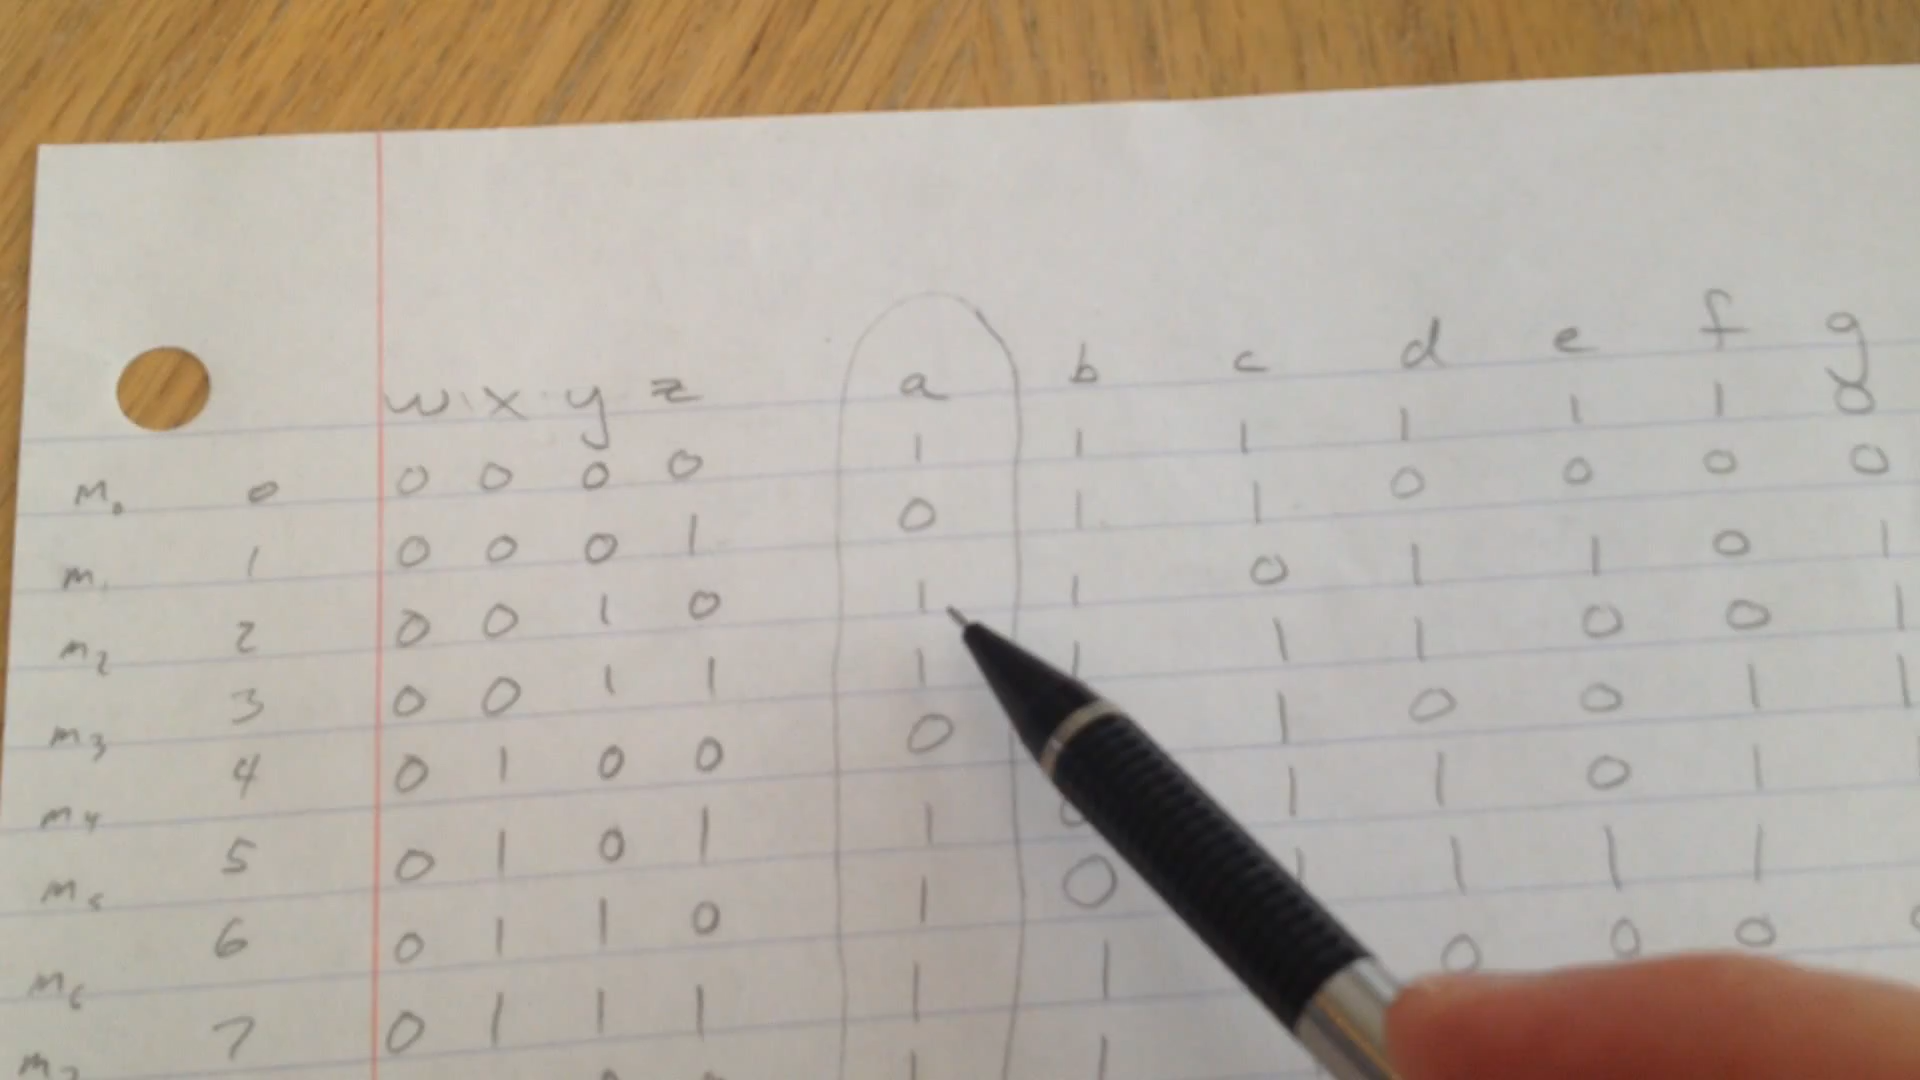 w · x · y z a b c d e f g
m₀ 0 0 0 0 0 1 1 1 1 1 1 0
m₁ 1 0 0 0 1 0 1 1 0 0 0 0
m₂ 2 0 0 1 0 1 1 0 1 1 0 1
m₃ 3 0 0 1 1 1 1 1 1 0 0 1
m₄ 4 0 1 0 0 0 1 0 0 1 1
m₅ 5 0 1 0 1 1 1 1 0 1
m₆ 6 0 1 1 0 1 0 1 1 1 1
m₇ 7 0 1 1 1 1 1 0 0 0
1 1